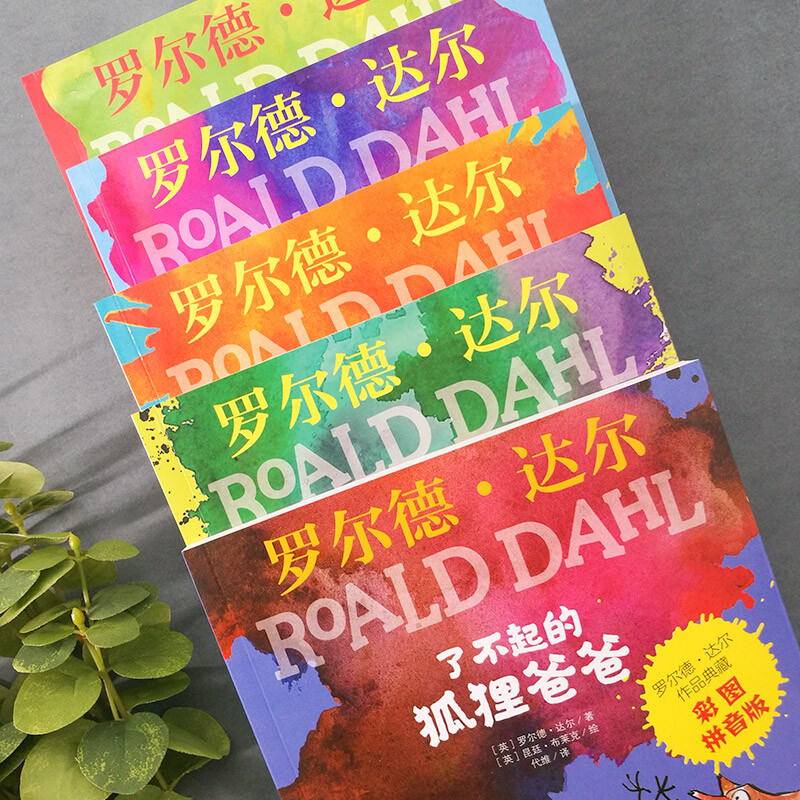 罗尔德·达尔
ROALD DAHL
罗尔德·达尔
ROALD DAHL
罗尔德·达尔
ROALD DAHL
罗尔德·达尔
ROALD DAHL
罗尔德·达尔
ROALD DAHL
了不起的
狐狸爸爸
[英]罗尔德·达尔/著
[英]昆廷·布莱克/绘
代维/译
罗尔德·达尔
作品典藏
彩图
拼音版